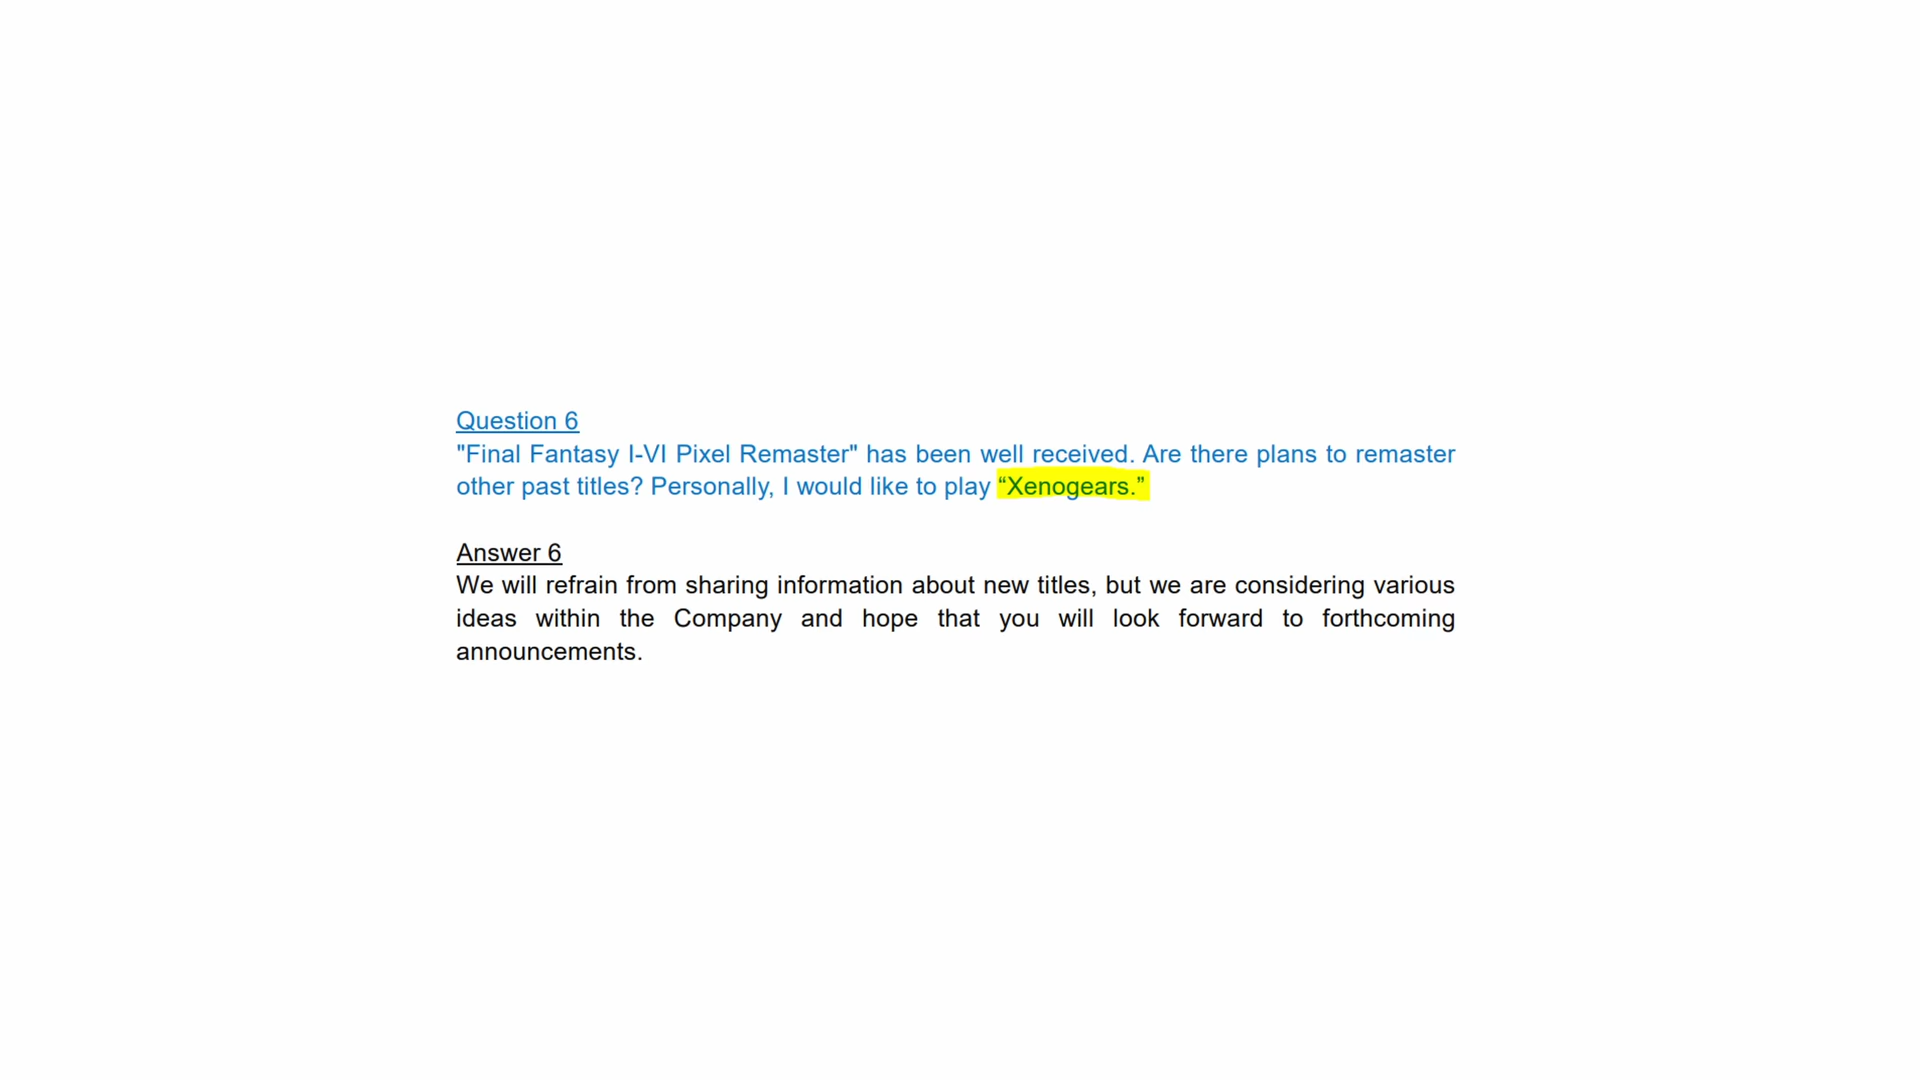 Question 6
"Final Fantasy I-VI Pixel Remaster" has been well received. Are there plans to remaster
other past titles? Personally, I would like to play “Xenogears.”
Answer 6
We will refrain from sharing information about new titles, but we are considering various
ideas within the Company and hope that you will look forward to forthcoming
announcements.